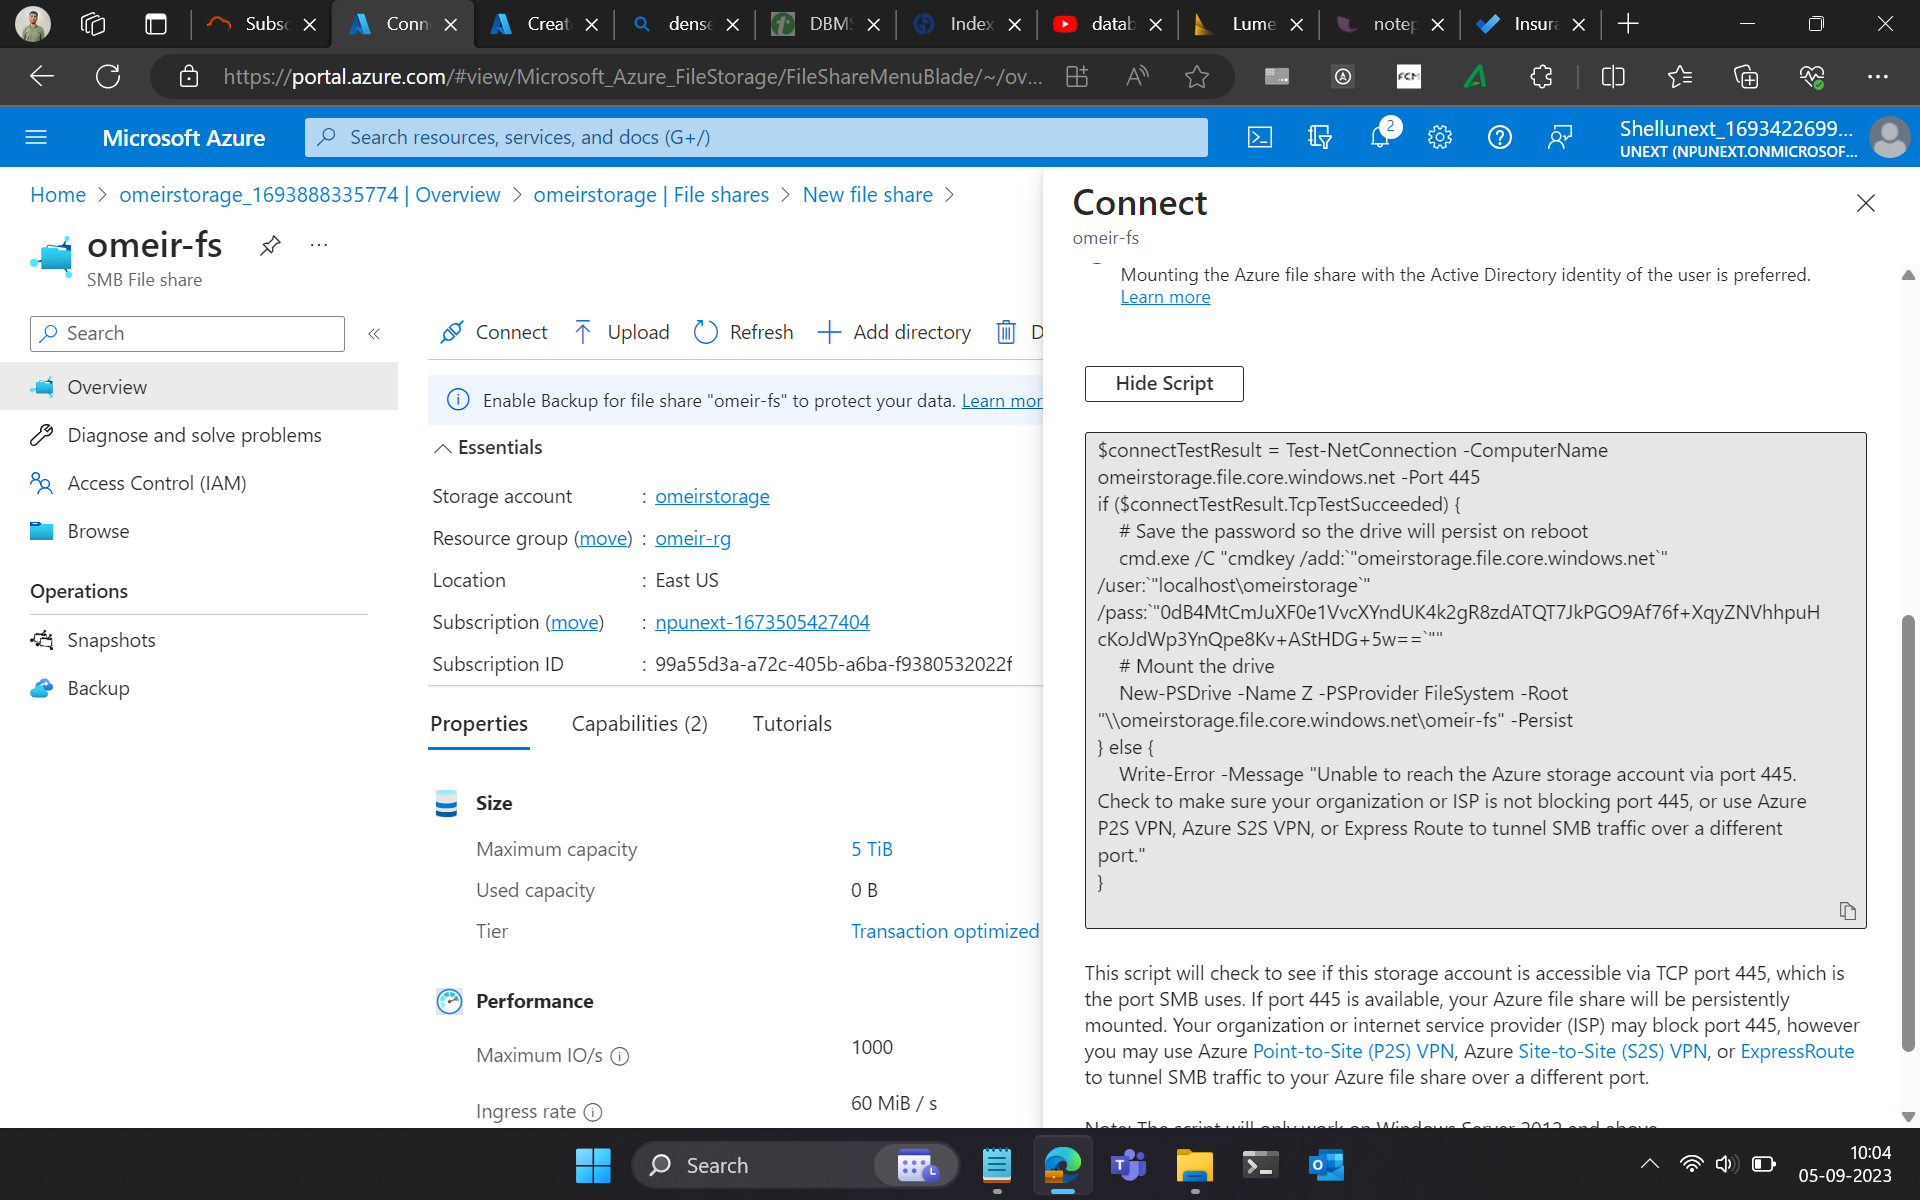 Subsc
Conn
Create
dense
DBMS
Index
datab
Lume
notep
Insura
https://portal.azure.com/#view/Microsoft_Azure_FileStorage/FileShareMenuBlade/~/ov...
FCM
Microsoft Azure
Search resources, services, and docs (G+/)
2
Shellunext_1693422699...
UNEXT (NPUNEXT.ONMICROSOF...
Home > omeirstorage_1693888335774 | Overview > omeirstorage | File shares > New file share >
omeir-fs
SMB File share
Search
Overview
Diagnose and solve problems
Access Control (IAM)
Browse
Operations
Snapshots
Backup
Connect Upload Refresh Add directory D
Enable Backup for file share "omeir-fs" to protect your data. Learn mor
Essentials
Storage account : omeirstorage
Resource group (move) : omeir-rg
Location : East US
Subscription (move) : npunext-1673505427404
Subscription ID : 99a55d3a-a72c-405b-a6ba-f9380532022f
Properties Capabilities (2) Tutorials
Size
Maximum capacity 5 TiB
Used capacity 0 B
Tier Transaction optimized
Performance
Maximum IO/s 1000
Ingress rate 60 MiB / s
Connect
omeir-fs
Mounting the Azure file share with the Active Directory identity of the user is preferred.
Learn more
Hide Script
$connectTestResult = Test-NetConnection -ComputerName
omeirstorage.file.core.windows.net -Port 445
if ($connectTestResult.TcpTestSucceeded) {
# Save the password so the drive will persist on reboot
cmd.exe /C "cmdkey /add:`"omeirstorage.file.core.windows.net`"
/user:`"localhost\omeirstorage`"
/pass:`"0dB4MtCmJuXF0e1VvcXYndUK4k2gR8zdATQT7JkPGO9Af76f+XqyZNVhhpuH
cKoJdWp3YnQpe8Kv+AStHDG+5w==`""
# Mount the drive
New-PSDrive -Name Z -PSProvider FileSystem -Root
"\\omeirstorage.file.core.windows.net\omeir-fs" -Persist
} else {
Write-Error -Message "Unable to reach the Azure storage account via port 445.
Check to make sure your organization or ISP is not blocking port 445, or use Azure
P2S VPN, Azure S2S VPN, or Express Route to tunnel SMB traffic over a different
port."
}
This script will check to see if this storage account is accessible via TCP port 445, which is
the port SMB uses. If port 445 is available, your Azure file share will be persistently
mounted. Your organization or internet service provider (ISP) may block port 445, however
you may use Azure Point-to-Site (P2S) VPN, Azure Site-to-Site (S2S) VPN, or ExpressRoute
to tunnel SMB traffic to your Azure file share over a different port.
Note: The script will only work on Windows Server 2012 and above.
Search
10:04
05-09-2023